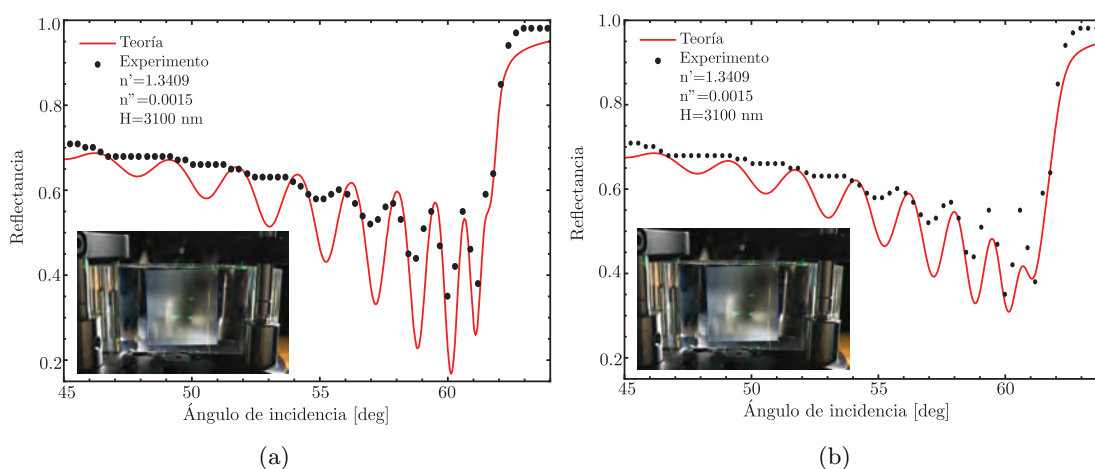 Teoría
Experimento
n'=1.3409
n"=0.0015
H=3100 nm
1.0
0.8
0.6
0.4
0.2
Reflectancia
45
50
55
60
Ángulo de incidencia [deg]
(a)
Teoría
Experimento
n'=1.3409
n"=0.0015
H=3100 nm
1.0
0.8
0.6
0.4
0.2
Reflectancia
45
50
55
60
Ángulo de incidencia [deg]
(b)